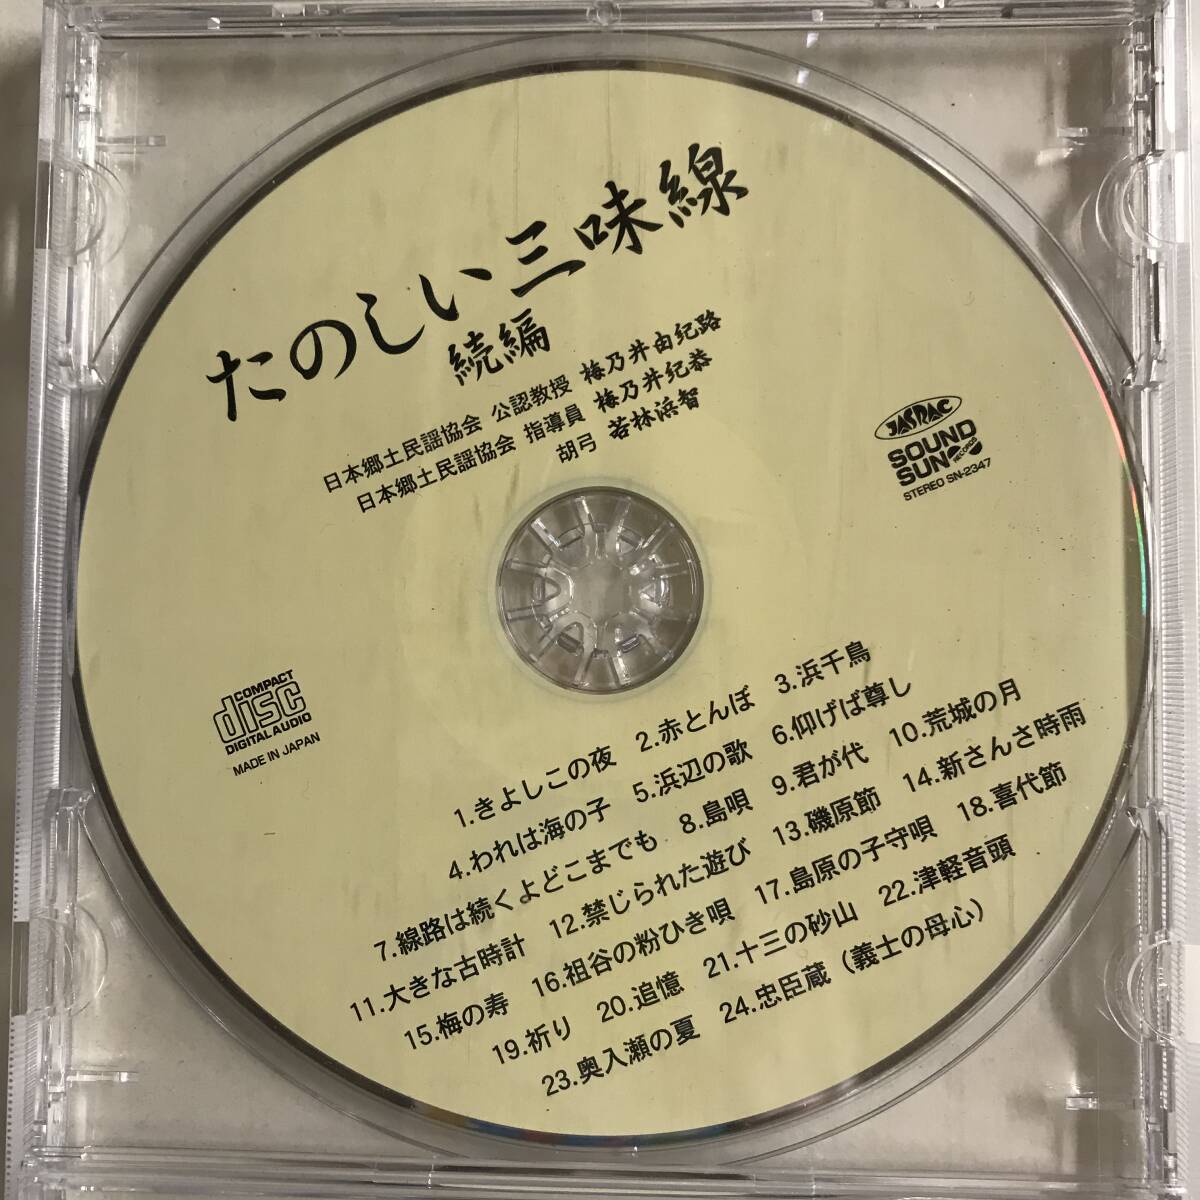 たのしい三味線
続編
日本郷土民謡協会 公認教授 梅乃井由紀路
日本郷土民謡協会 指導員 梅乃井紀恭
胡弓 若林浜智
JASRAC
SOUND
SUN RECORDS
STEREO SN-2347
COMPACT
disc
DIGITAL AUDIO
MADE IN JAPAN
1.きよしこの夜 2.赤とんぼ 3.浜千鳥
4.われは海の子 5.浜辺の歌 6.仰げば尊し
7.線路は続くよどこまでも 8.島唄 9.君が代 10.荒城の月
11.大きな古時計 12.禁じられた遊び 13.磯原節 14.新さんさ時雨
15.梅の寿 16.祖谷の粉ひき唄 17.島原の子守唄 18.喜代節
19.祈り 20.追憶 21.十三の砂山 22.津軽音頭
23.奥入瀬の夏 24.忠臣蔵（義士の母心）